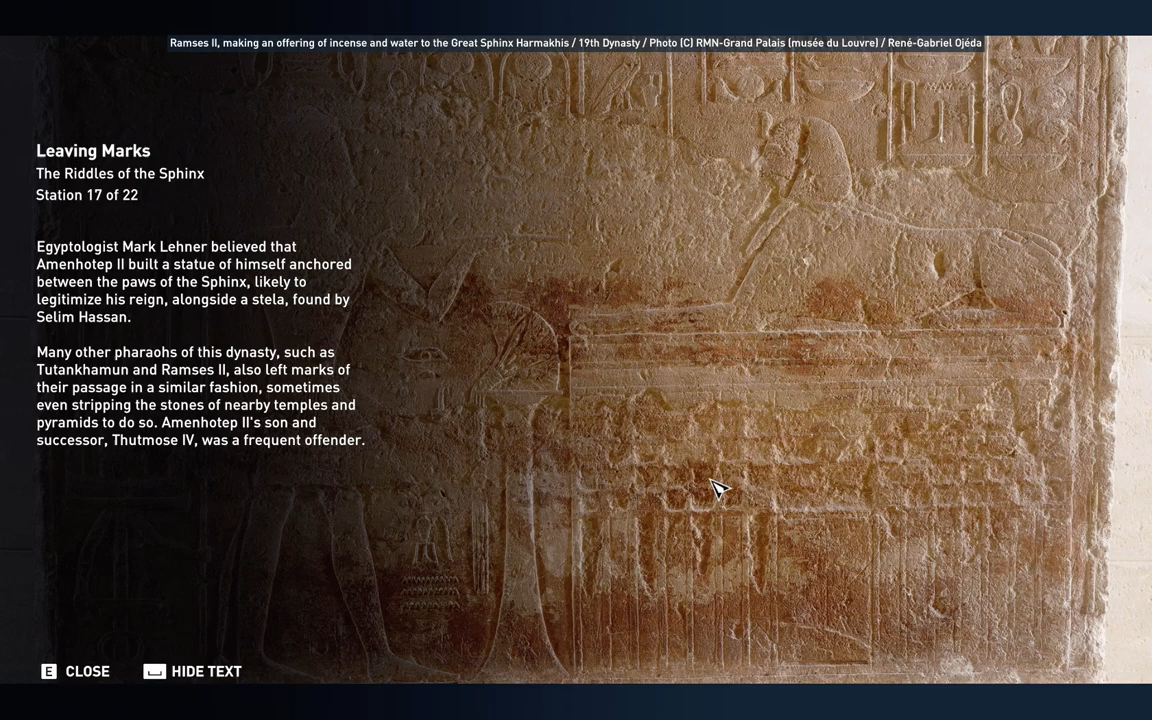 Ramses II, making an offering of incense and water to the Great Sphinx Harmakhis / 19th Dynasty / Photo (C) RMN-Grand Palais (musée du Louvre) / René-Gabriel Ojéda
Leaving Marks
The Riddles of the Sphinx
Station 17 of 22
Egyptologist Mark Lehner believed that
Amenhotep II built a statue of himself anchored
between the paws of the Sphinx, likely to
legitimize his reign, alongside a stela, found by
Selim Hassan.
Many other pharaohs of this dynasty, such as
Tutankhamun and Ramses II, also left marks of
their passage in a similar fashion, sometimes
even stripping the stones of nearby temples and
pyramids to do so. Amenhotep II's son and
successor, Thutmose IV, was a frequent offender.
E CLOSE
HIDE TEXT